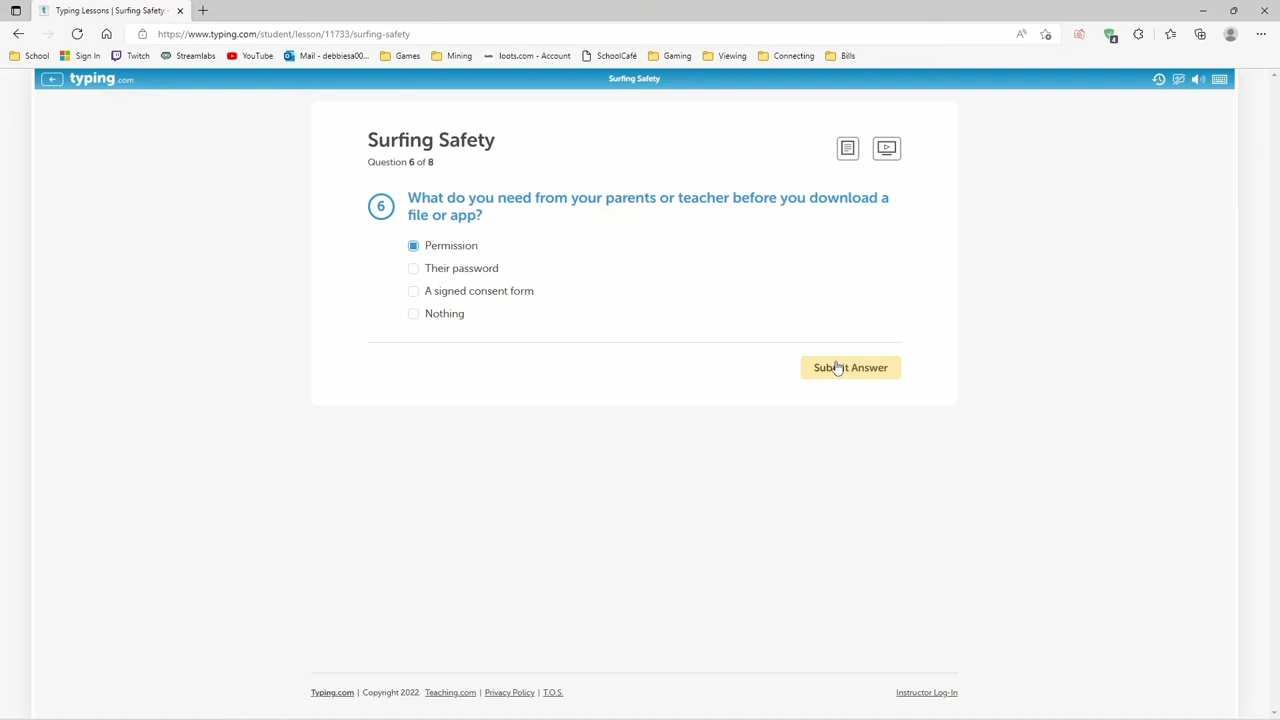 Typing Lessons | Surfing Safety -
https://www.typing.com/student/lesson/11733/surfing-safety
School
Sign In
Twitch
Streamlabs
YouTube
Mail - debbiesa00...
Games
Mining
loots.com - Account
SchoolCafé
Gaming
Viewing
Connecting
Bills
typing.com
Surfing Safety
Surfing Safety
Question 6 of 8
6
What do you need from your parents or teacher before you download a
file or app?
Permission
Their password
A signed consent form
Nothing
Submit Answer
Typing.com | Copyright 2022 Teaching.com | Privacy Policy | T.O.S.
Instructor Log-In